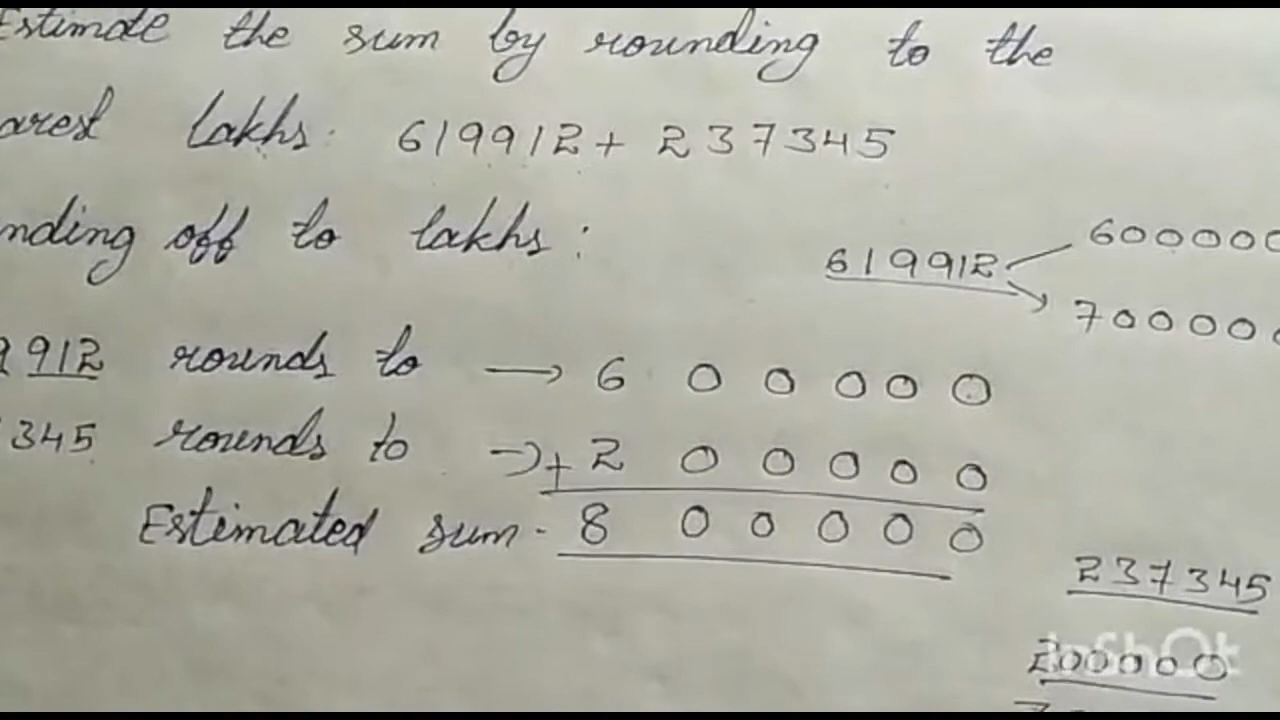 Estimate the sum by rounding to the
arest lakhs: 619912 + 237345
nding off to lakhs:
619912
600000
700000
9912 rounds to → 6 0 0 0 0 0
345 rounds to → + 2 0 0 0 0 0
Estimated sum - 8 0 0 0 0 0
237345
200000
InShOt